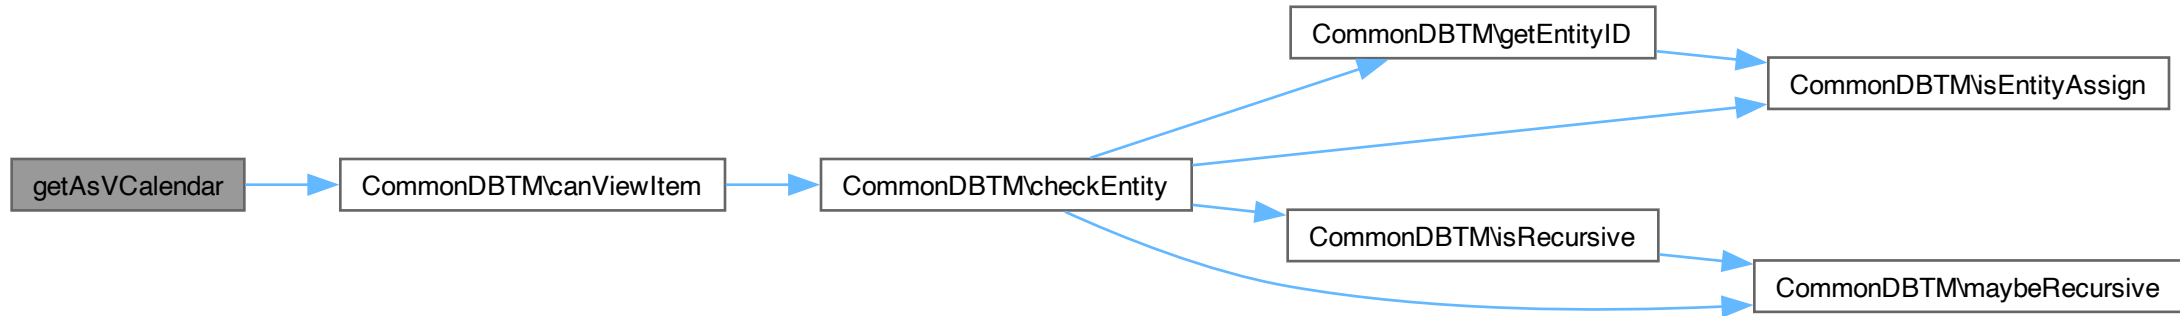 getAsVCalendar
CommonDBTM\canViewItem
CommonDBTM\checkEntity
CommonDBTM\getEntityID
CommonDBTM\isEntityAssign
CommonDBTM\isRecursive
CommonDBTM\maybeRecursive